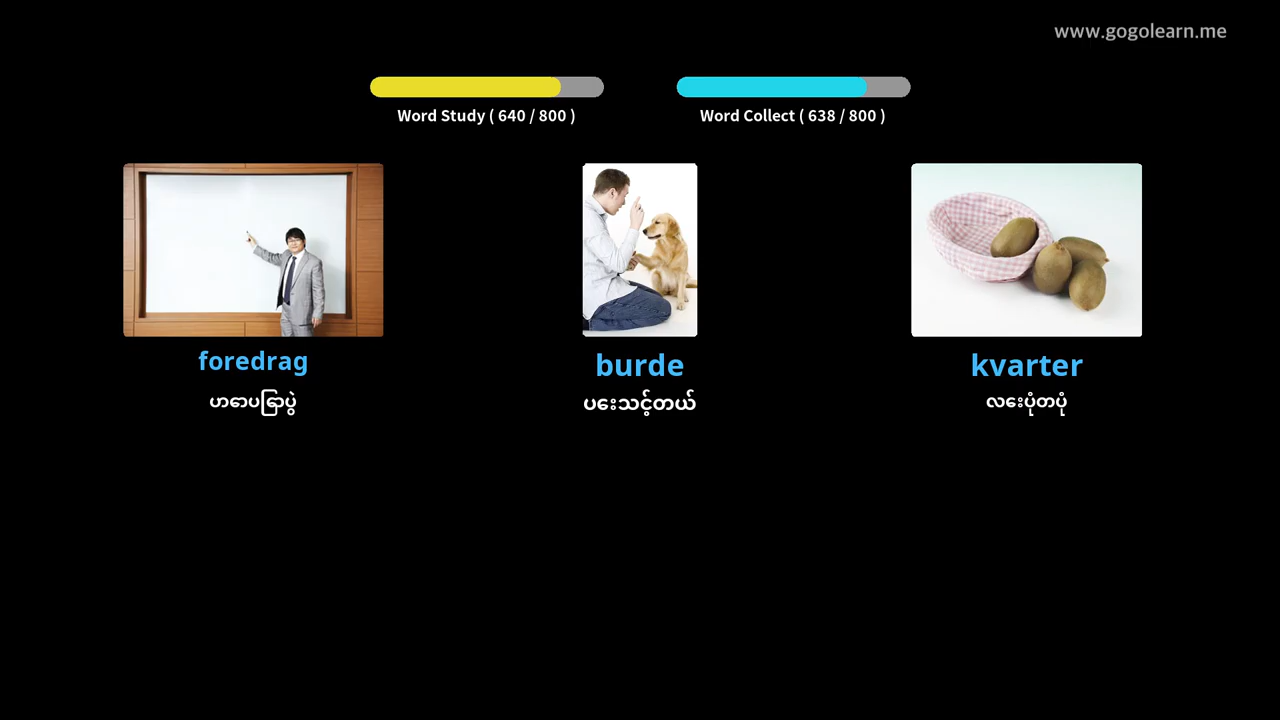 www.gogolearn.me
Word Study ( 640 / 800 )
Word Collect ( 638 / 800 )
foredrag
burde
kvarter
ဟောပြောပွဲ
ပေးသင့်တယ်
လေးပုံတပုံ